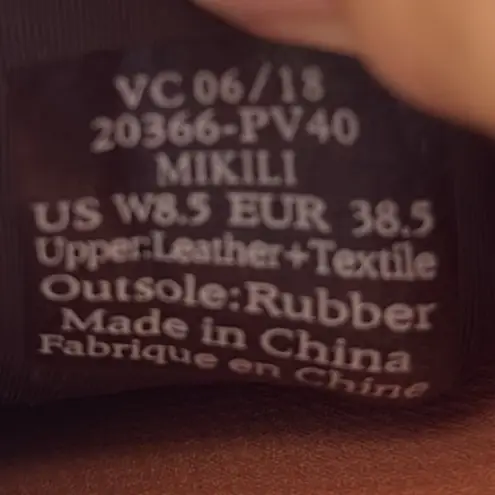 VC 06/18
20366-PV40
MIKILI
US W8.5 EUR 38.5
Upper:Leather+Textile
Outsole:Rubber
Made in China
Fabrique en Chine